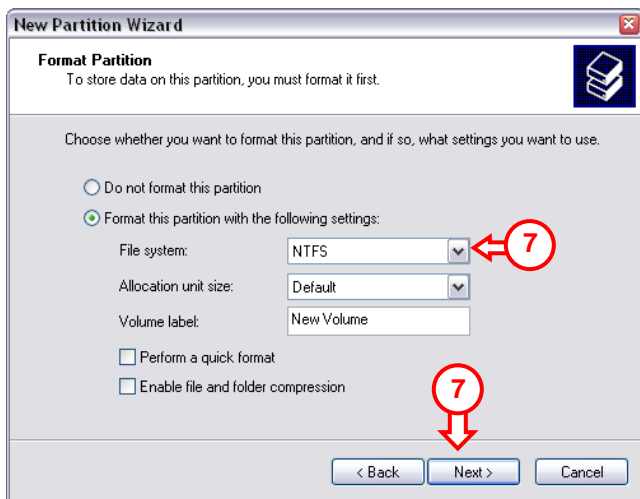 New Partition Wizard
Format Partition
To store data on this partition, you must format it first.
Choose whether you want to format this partition, and if so, what settings you want to use.
Do not format this partition
Format this partition with the following settings:
File system: NTFS 7
Allocation unit size: Default
Volume label: New Volume
Perform a quick format
Enable file and folder compression
7
< Back Next > Cancel